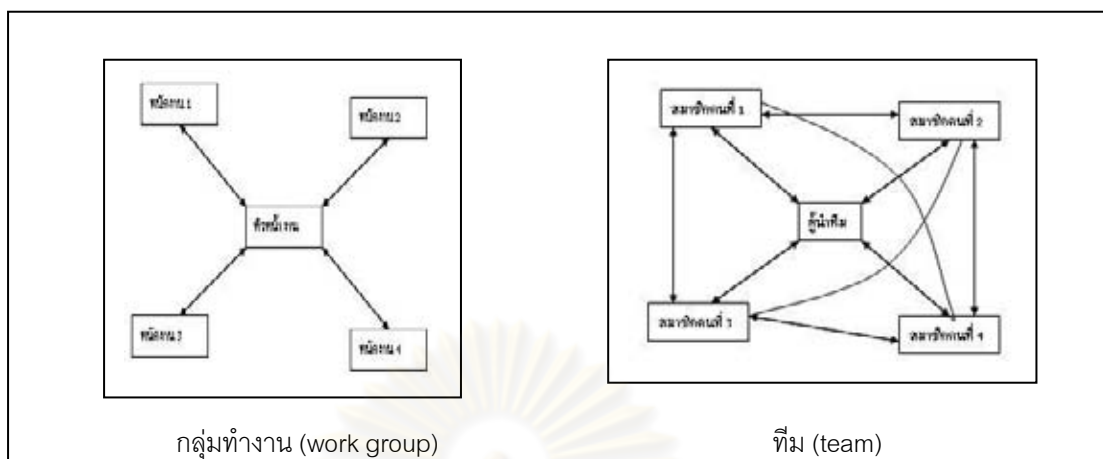 พนักงาน 1
พนักงาน 2
หัวหน้างาน
พนักงาน 3
พนักงาน 4
กลุ่มทำงาน (work group)
สมาชิกคนที่ 1
สมาชิกคนที่ 2
ผู้นำทีม
สมาชิกคนที่ 3
สมาชิกคนที่ 4
ทีม (team)